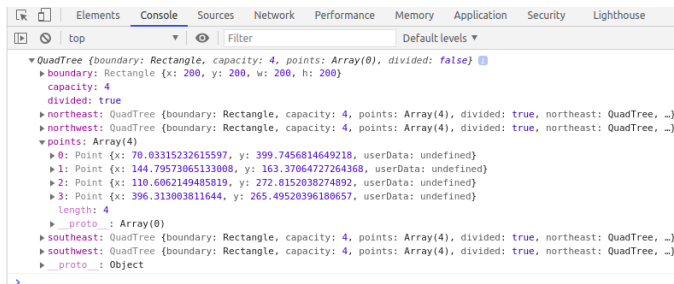 Elements Console Sources Network Performance Memory Application Security Lighthouse
top Filter Default levels
QuadTree {boundary: Rectangle, capacity: 4, points: Array(0), divided: false} i
boundary: Rectangle {x: 200, y: 200, w: 200, h: 200}
capacity: 4
divided: true
northeast: QuadTree {boundary: Rectangle, capacity: 4, points: Array(4), divided: true, northeast: QuadTree, …}
northwest: QuadTree {boundary: Rectangle, capacity: 4, points: Array(4), divided: true, northeast: QuadTree, …}
points: Array(4)
0: Point {x: 70.03315232615597, y: 399.7456814649218, userData: undefined}
1: Point {x: 144.79573065133008, y: 163.37064727264368, userData: undefined}
2: Point {x: 110.6062149485819, y: 272.8152038274892, userData: undefined}
3: Point {x: 396.313003811644, y: 265.49520396180657, userData: undefined}
length: 4
__proto__: Array(0)
southeast: QuadTree {boundary: Rectangle, capacity: 4, points: Array(4), divided: true, northeast: QuadTree, …}
southwest: QuadTree {boundary: Rectangle, capacity: 4, points: Array(4), divided: true, northeast: QuadTree, …}
__proto__: Object